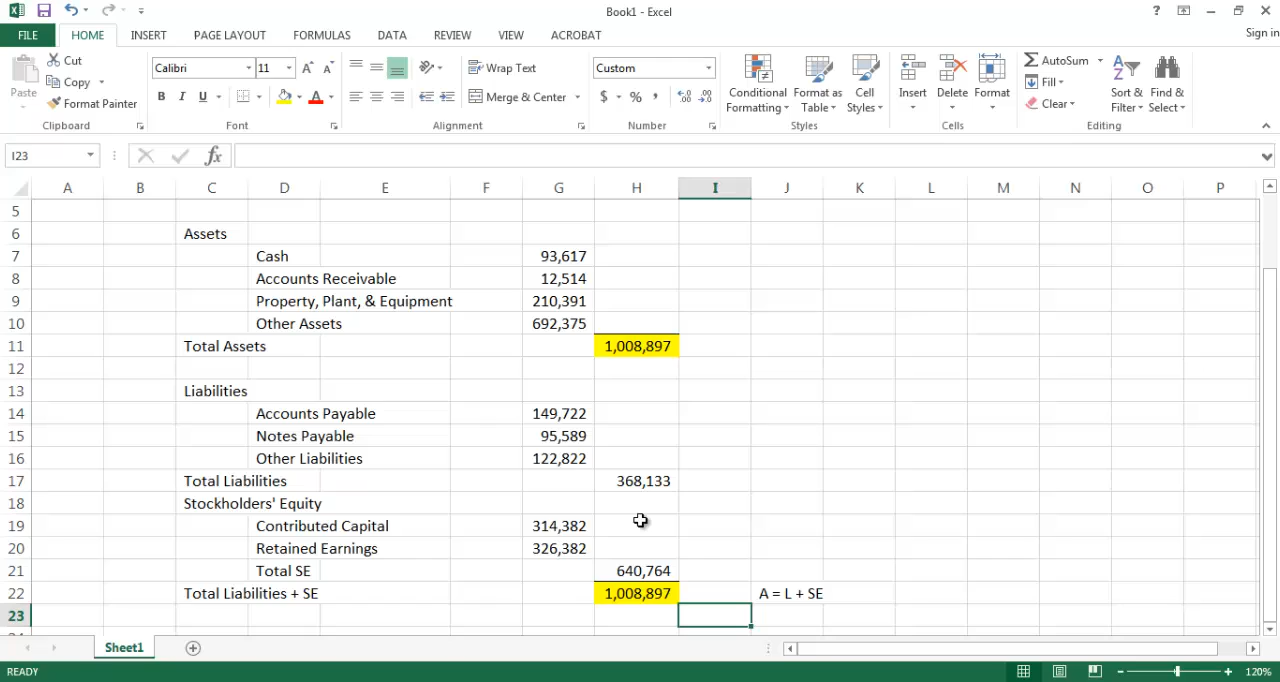 Book1 - Excel
?
FILE HOME INSERT PAGE LAYOUT FORMULAS DATA REVIEW VIEW ACROBAT Sign in
Paste
Cut
Copy
Format Painter
Clipboard
Calibri 11
B I U
Font
Wrap Text
Merge & Center
Alignment
Custom
$ % ,
Number
Conditional Formatting
Format as Table
Cell Styles
Styles
Insert Delete Format
Cells
AutoSum
Fill
Clear
Sort & Filter
Find & Select
Editing
I23 fx
A B C D E F G H I J K L M N O P
5
6 Assets
7 Cash 93,617
8 Accounts Receivable 12,514
9 Property, Plant, & Equipment 210,391
10 Other Assets 692,375
11 Total Assets 1,008,897
12
13 Liabilities
14 Accounts Payable 149,722
15 Notes Payable 95,589
16 Other Liabilities 122,822
17 Total Liabilities 368,133
18 Stockholders' Equity
19 Contributed Capital 314,382
20 Retained Earnings 326,382
21 Total SE 640,764
22 Total Liabilities + SE 1,008,897 A = L + SE
23
Sheet1
READY 120%